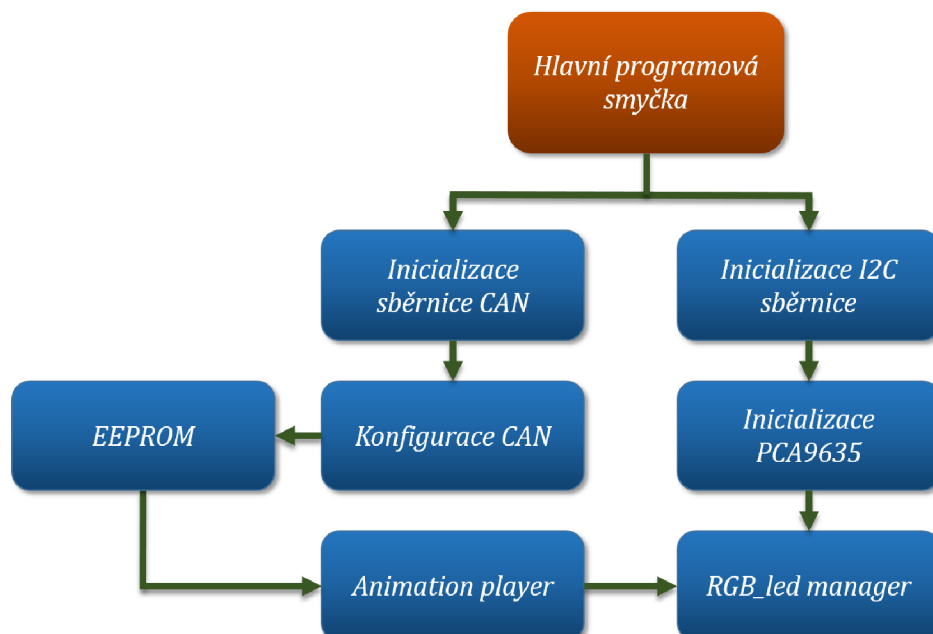 Hlavní programová
smyčka
Inicializace
sběrnice CAN
Inicializace I2C
sběrnice
EEPROM
Konfigurace CAN
Inicializace
PCA9635
Animation player
RGB_led manager